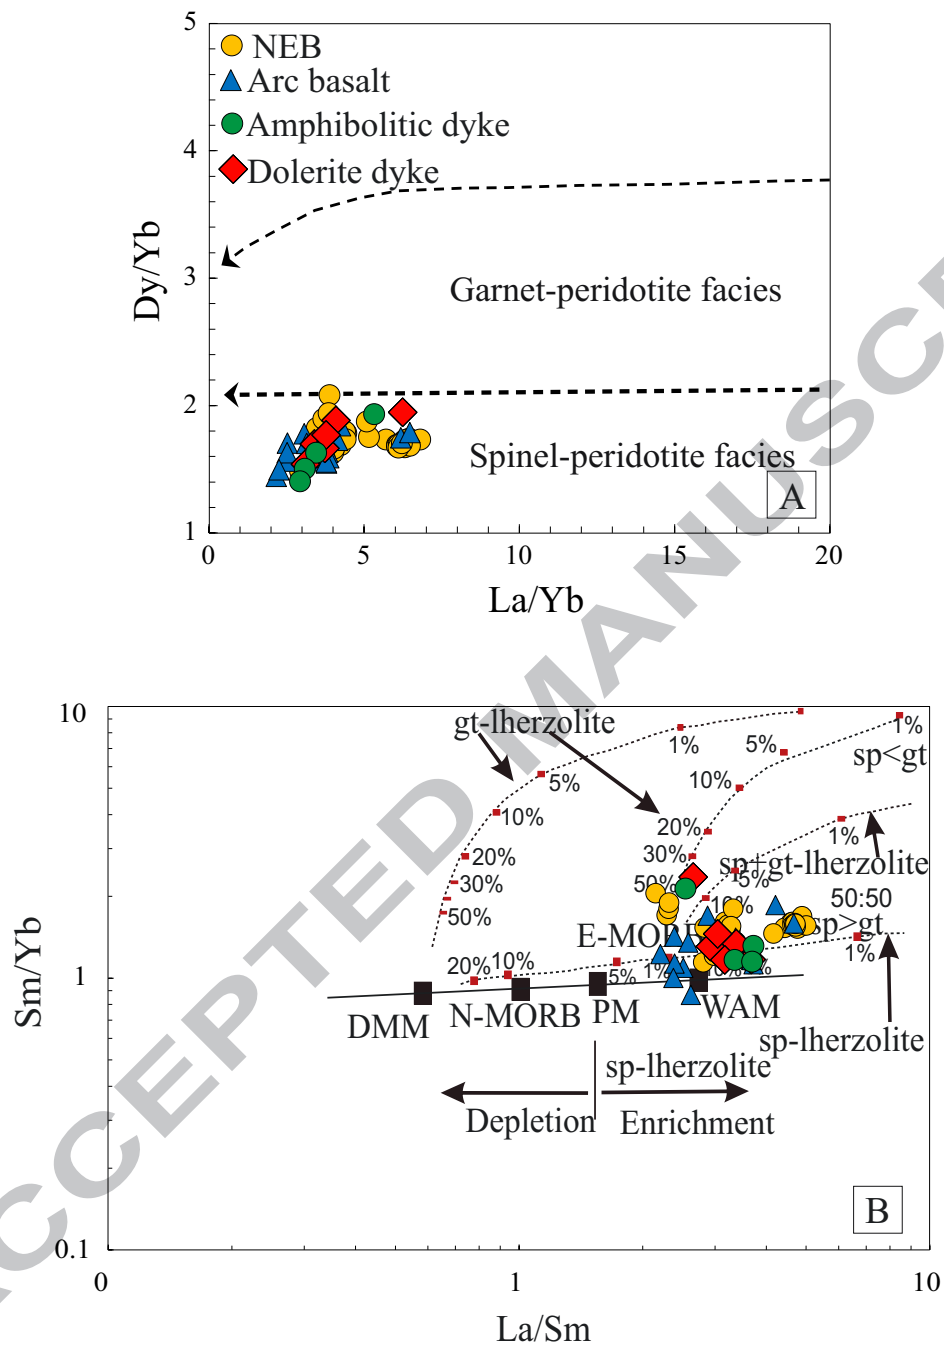 5
NEB
Arc basalt
4
Amphibolitic dyke
Dolerite dyke
Dy/Yb
3
Garnet-peridotite facies
2
Spinel-peridotite facies
A
1
0 5 10 15 20
La/Yb
ACCEPTED MANUSC
10
gt-lherzolite
1% 5% 1%
sp<gt
5% 10%
10% 20% 1%
20% 30% sp+gt-lherzolite
30% 50% 5%
50% 10% 50:50
sp>gt
E-MOR
20% 10% 5% 1% 1%
Sm/Yb
1
DMM N-MORB PM WAM
sp-lherzolite
sp-lherzolite
Depletion Enrichment
B
0.1
0 1 10
La/Sm